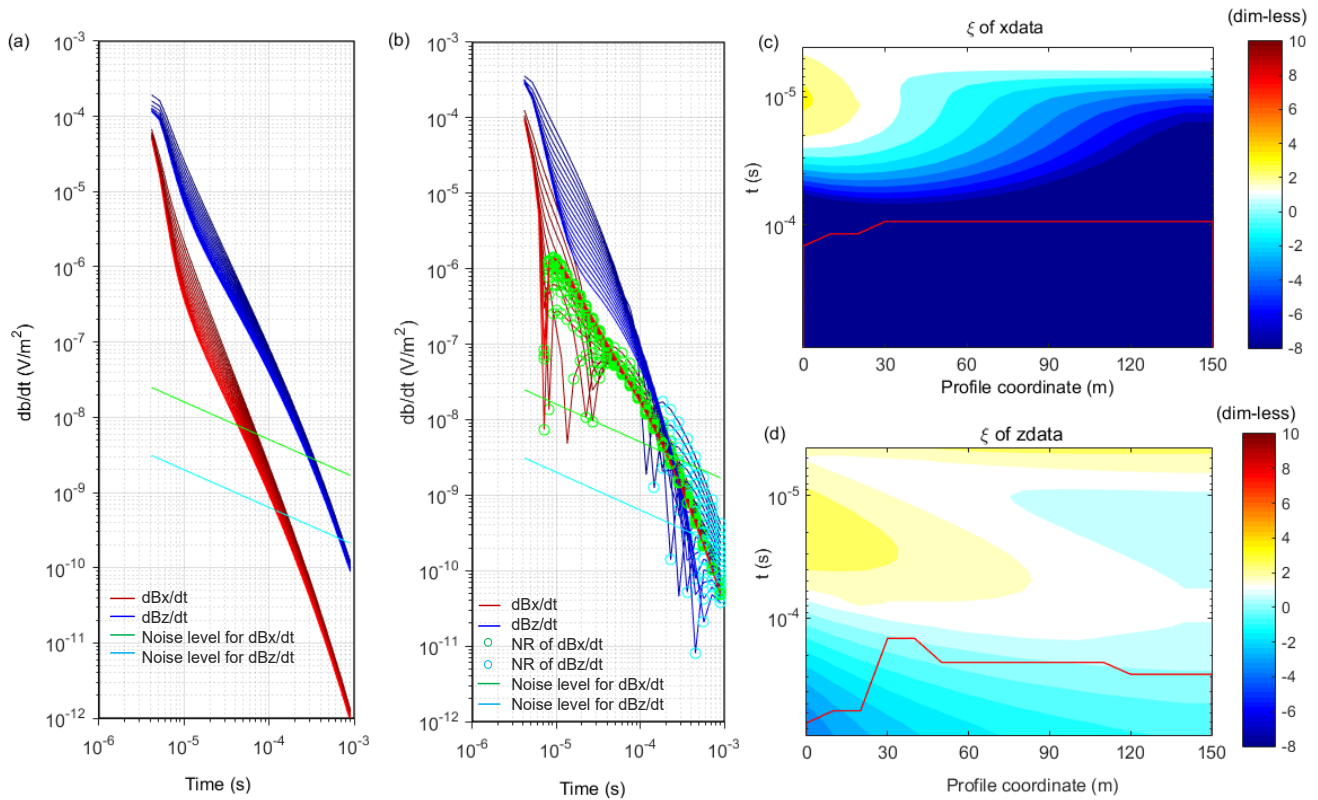 (a)
db/dt (V/m2)
10-3
10-4
10-5
10-6
10-7
10-8
10-9
10-10
10-11
10-12
dBx/dt
dBz/dt
Noise level for dBx/dt
Noise level for dBz/dt
10-6
10-5
10-4
10-3
Time (s)
(b)
db/dt (V/m2)
10-3
10-4
10-5
10-6
10-7
10-8
10-9
10-10
10-11
10-12
dBx/dt
dBz/dt
NR of dBx/dt
NR of dBz/dt
Noise level for dBx/dt
Noise level for dBz/dt
10-6
10-5
10-4
10-3
Time (s)
(c)
ξ of xdata
(dim-less)
t (s)
10-5
10-4
0
30
60
90
120
150
Profile coordinate (m)
10
8
6
4
2
0
-2
-4
-6
-8
(d)
ξ of zdata
(dim-less)
t (s)
10-5
10-4
0
30
60
90
120
150
Profile coordinate (m)
10
8
6
4
2
0
-2
-4
-6
-8